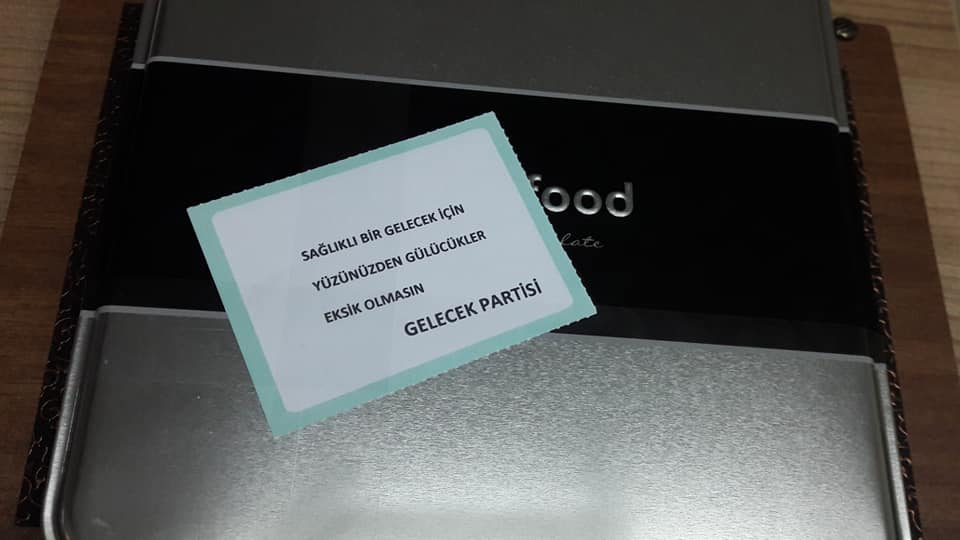 SAĞLIKLI BİR GELECEK İÇİN
YÜZÜNÜZDEN GÜLÜCÜKLER
EKSİK OLMASIN
GELECEK PARTİSİ
food